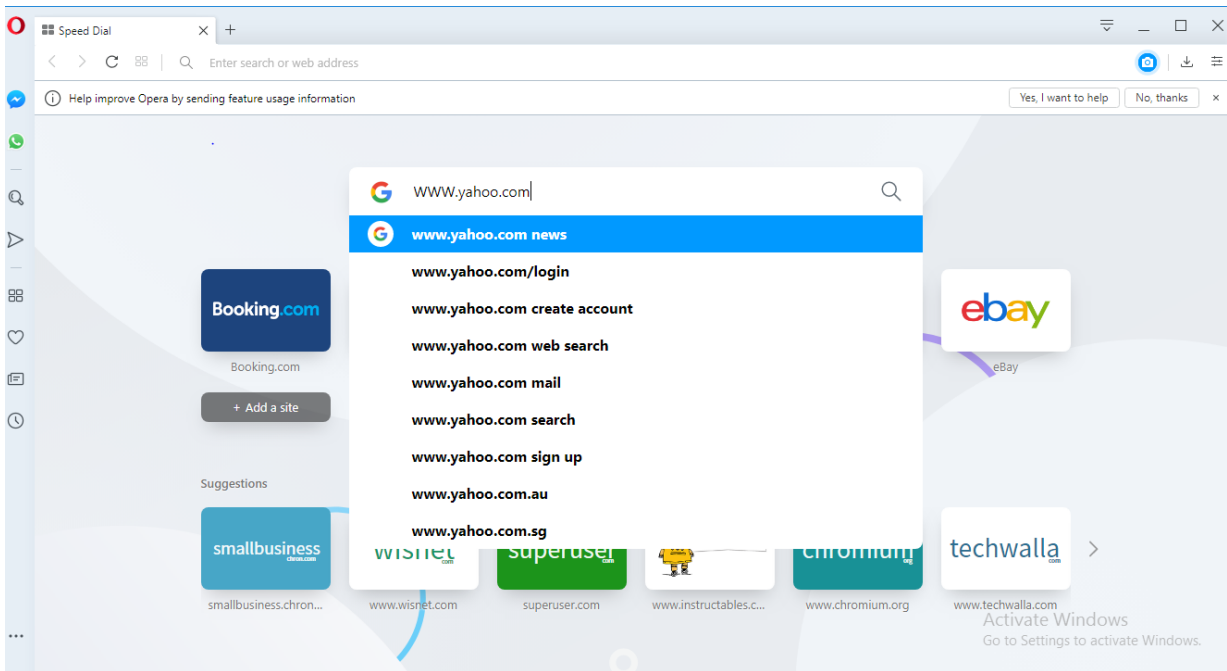 Speed Dial
Enter search or web address
Help improve Opera by sending feature usage information
Yes, I want to help
No, thanks
WWW.yahoo.com
www.yahoo.com news
www.yahoo.com/login
www.yahoo.com create account
www.yahoo.com web search
www.yahoo.com mail
www.yahoo.com search
www.yahoo.com sign up
www.yahoo.com.au
www.yahoo.com.sg
Booking.com
Booking.com
+ Add a site
ebay
eBay
Suggestions
smallbusiness
chron.com
wisnet
com
superuser
com
chromium
org
techwalla
com
smallbusiness.chron...
www.wisnet.com
superuser.com
www.instructables.c...
www.chromium.org
www.techwalla.com
Activate Windows
Go to Settings to activate Windows.